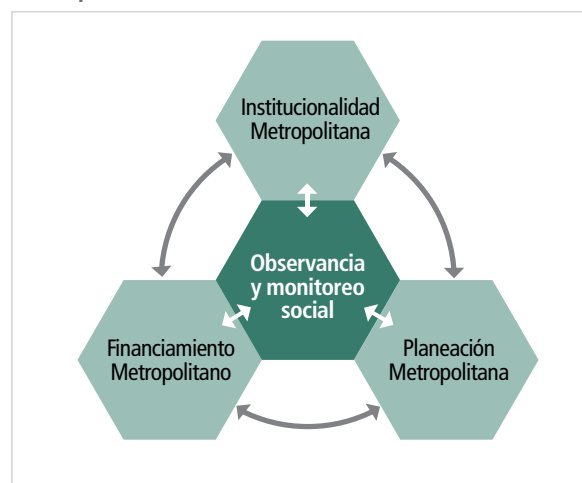 Institucionalidad
Metropolitana
Observancia
y monitoreo
social
Financiamiento
Metropolitano
Planeación
Metropolitana